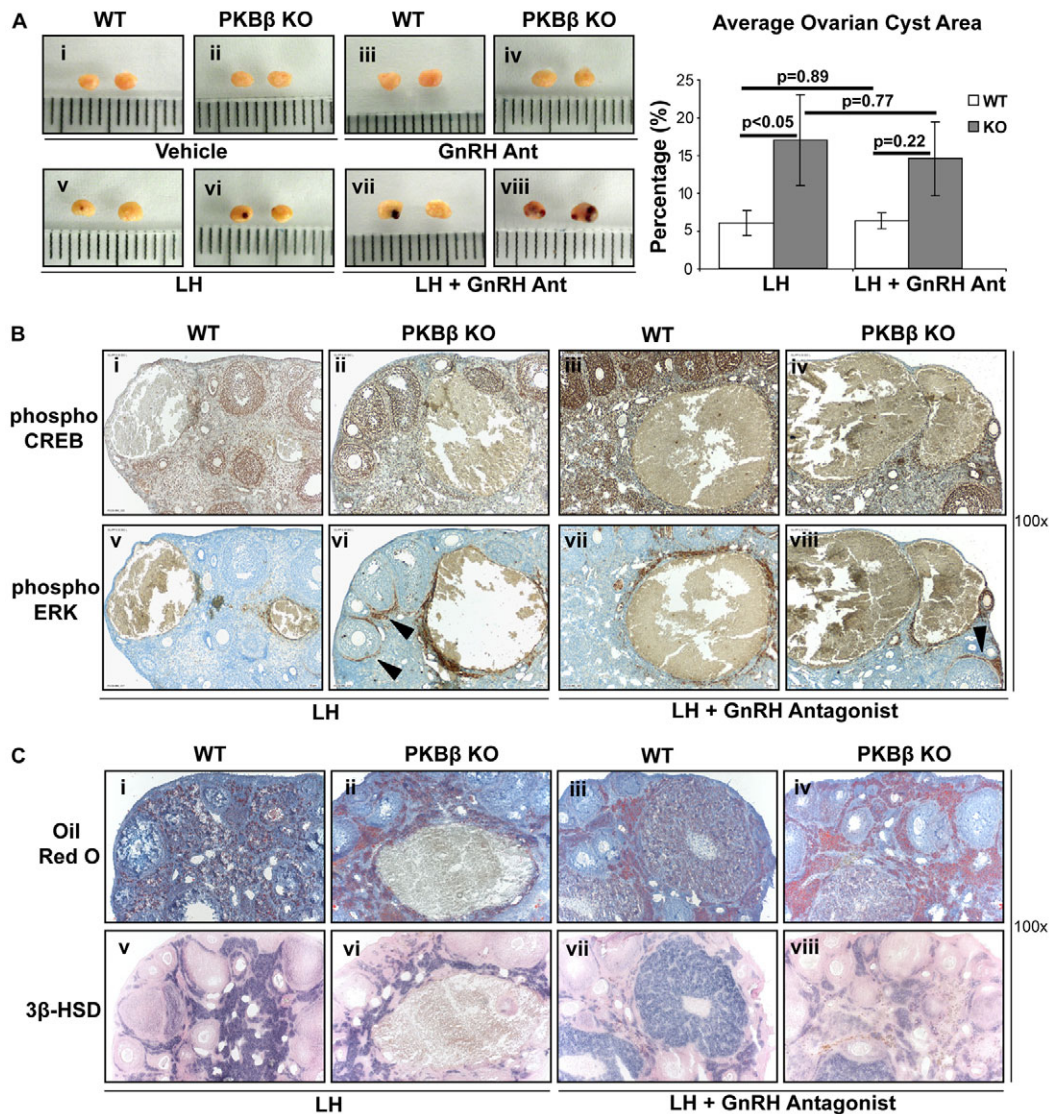 A
WT
PKBβ KO
WT
PKBβ KO
i
ii
iii
iv
Vehicle
GnRH Ant
v
vi
vii
viii
LH
LH + GnRH Ant
Average Ovarian Cyst Area
Percentage (%)
25
20
15
10
5
0
p=0.89
p=0.77
p<0.05
p=0.22
WT
KO
LH
LH + GnRH Ant
B
WT
PKBβ KO
WT
PKBβ KO
phospho
CREB
i
ii
iii
iv
phospho
ERK
v
vi
vii
viii
100x
LH
LH + GnRH Antagonist
C
WT
PKBβ KO
WT
PKBβ KO
Oil
Red O
i
ii
iii
iv
3β-HSD
v
vi
vii
viii
100x
LH
LH + GnRH Antagonist